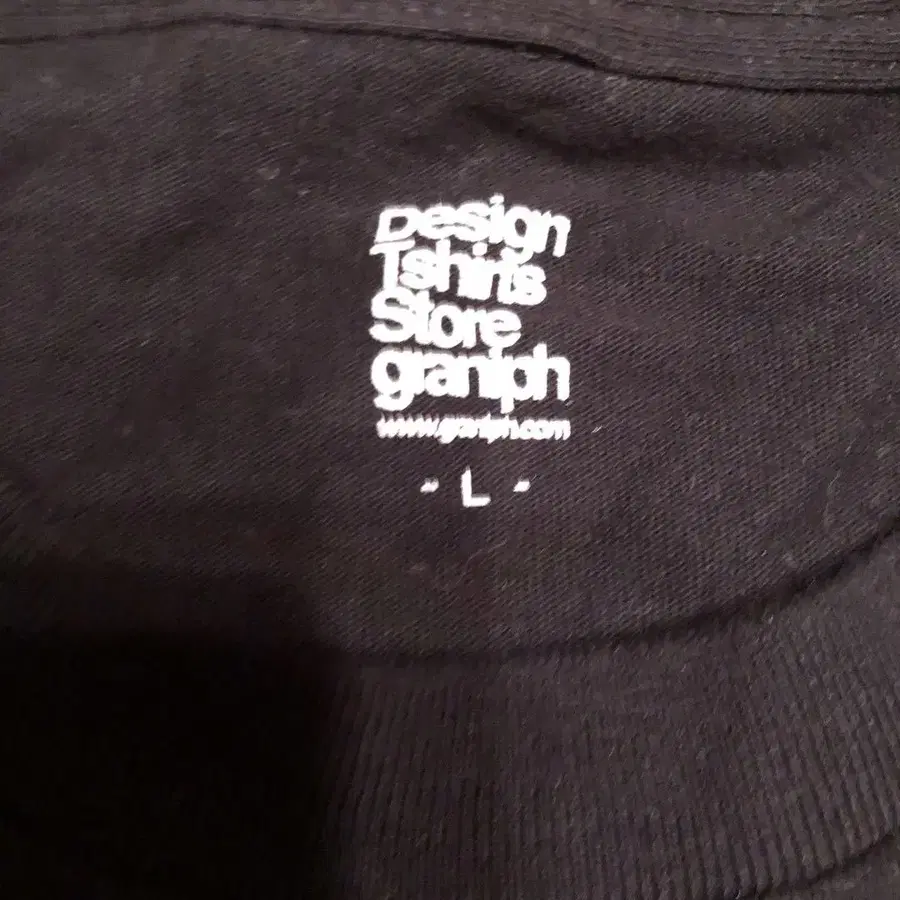 Design
Tshirts
Store
graniph
www.graniph.com
- L -